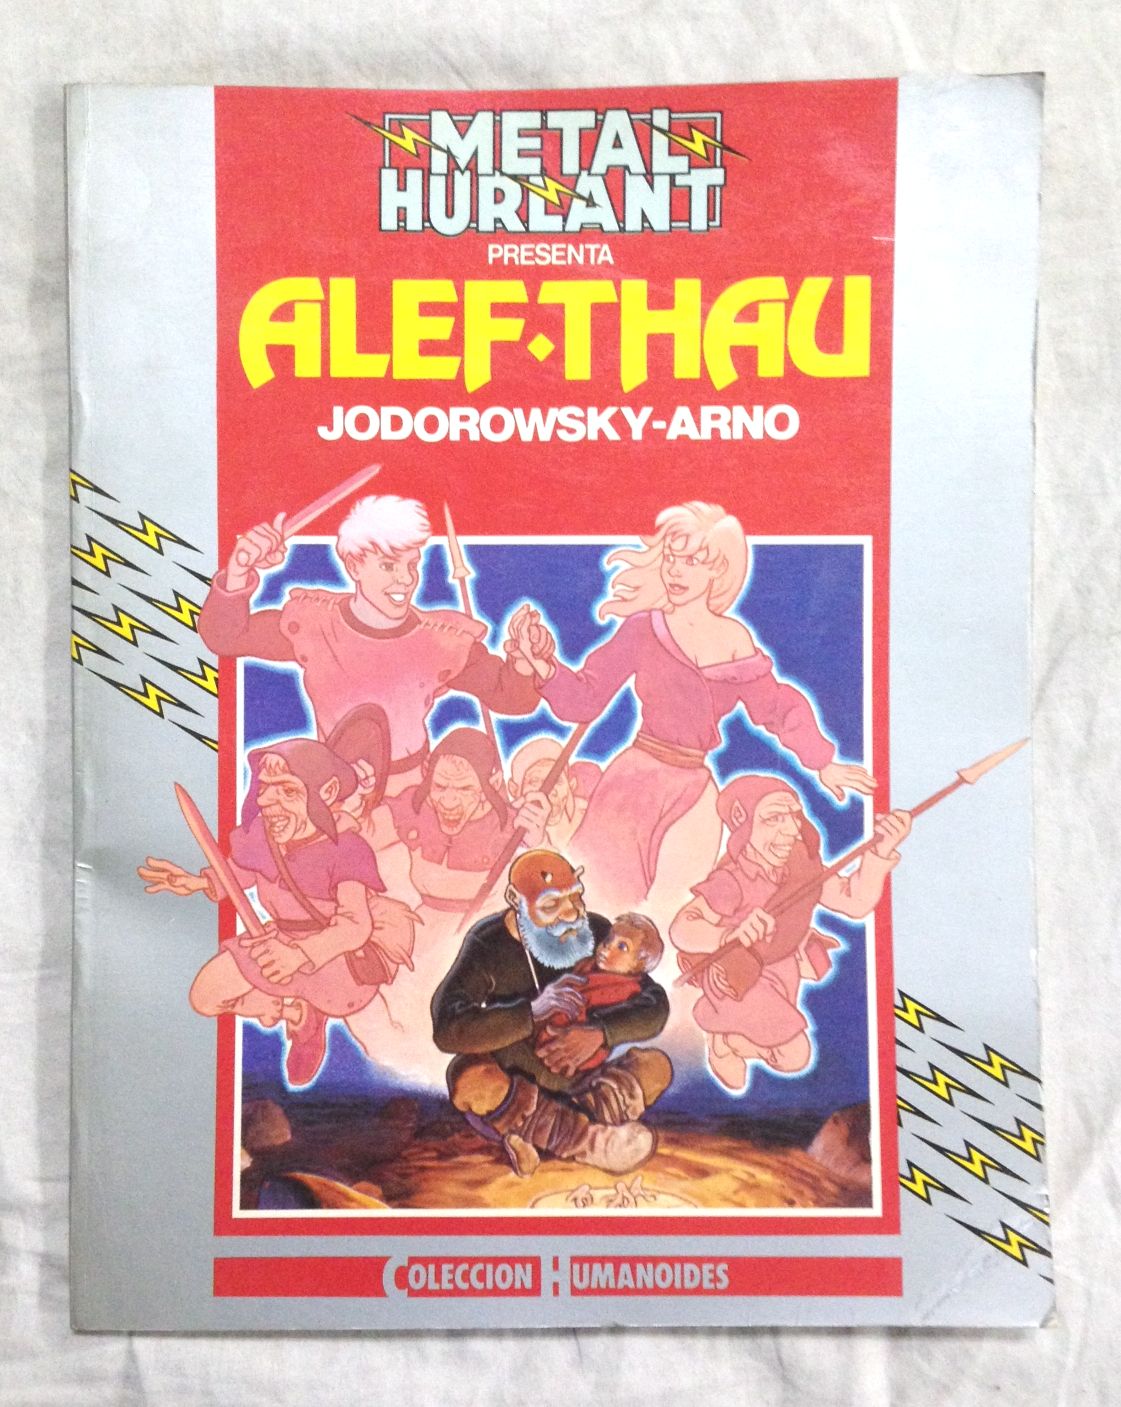 METAL
HURLANT
PRESENTA
ALEF·THAU
JODOROWSKY-ARNO
COLECCION HUMANOIDES